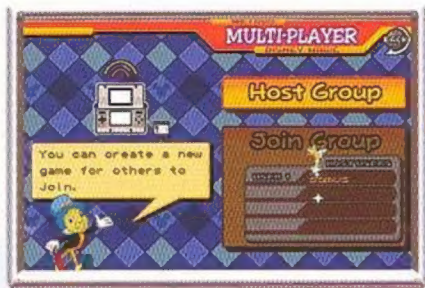 MULTI-PLAYER
Host Group
Join Group
You can create a new
game for others to
Join.